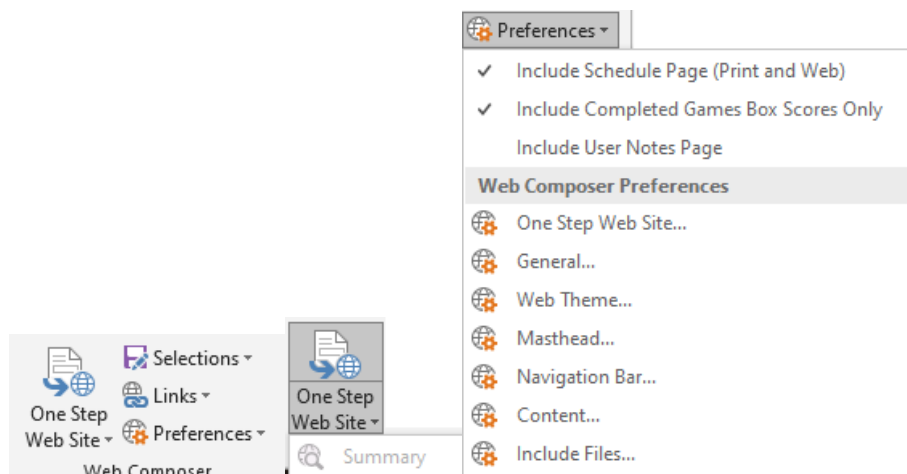 Preferences
Include Schedule Page (Print and Web)
Include Completed Games Box Scores Only
Include User Notes Page
Web Composer Preferences
One Step Web Site...
General...
Web Theme...
Masthead...
Navigation Bar...
Content...
Include Files...
One Step
Web Site
Selections
Links
Preferences
Web Composer
One Step
Web Site
Summary